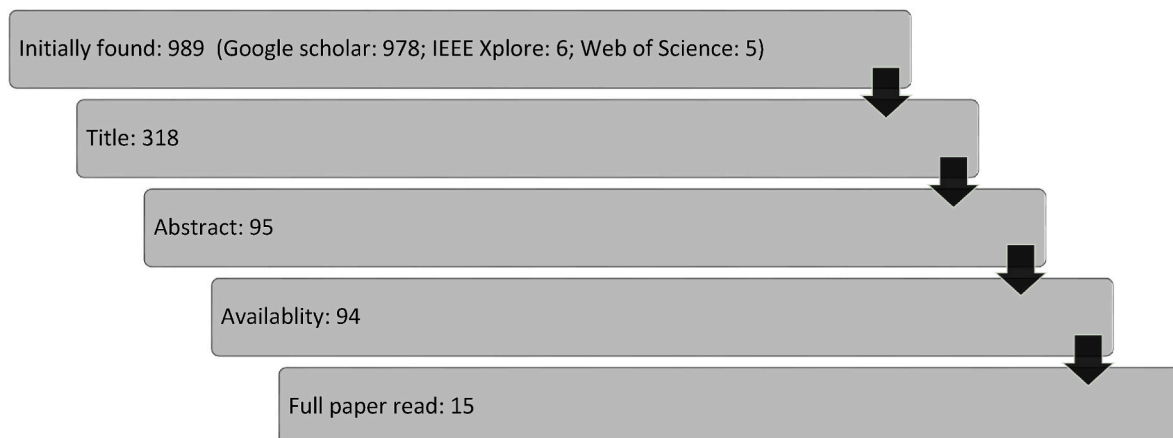 Initially found: 989  (Google scholar: 978; IEEE Xplore: 6; Web of Science: 5)
Title: 318
Abstract: 95
Availablity: 94
Full paper read: 15